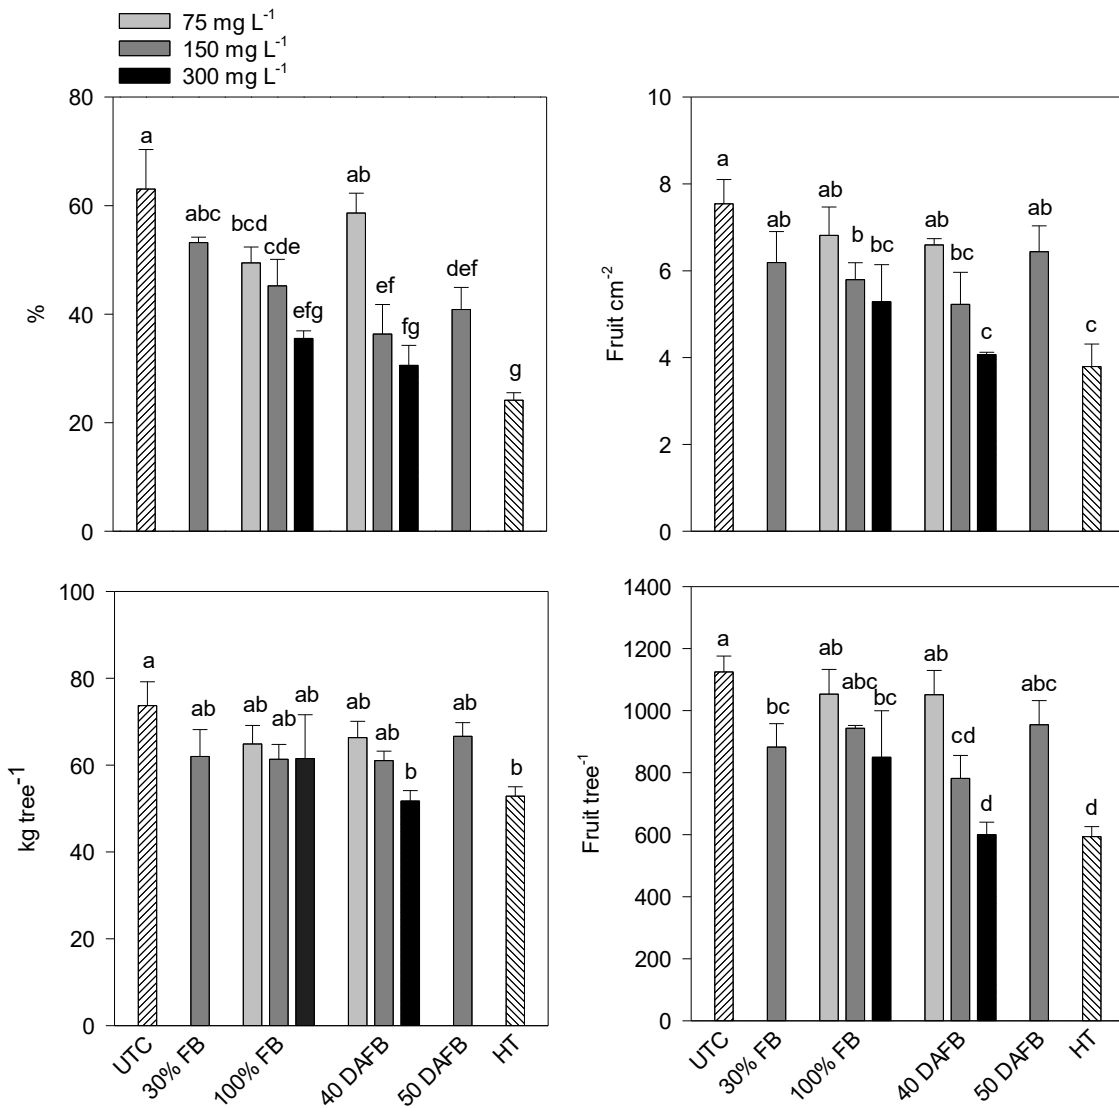 75 mg L⁻¹
150 mg L⁻¹
300 mg L⁻¹
80
60
40
20
0
%
a
abc
bcd
cde
efg
ab
ef
fg
def
g
10
8
6
4
2
0
Fruit cm⁻²
a
ab
ab
b
bc
ab
bc
c
ab
c
100
80
60
40
20
0
kg tree⁻¹
a
ab
ab
ab
ab
ab
ab
b
ab
b
UTC
30% FB
100% FB
40 DAFB
50 DAFB
HT
1400
1200
1000
800
600
400
200
0
Fruit tree⁻¹
a
bc
ab
abc
bc
ab
cd
d
abc
d
UTC
30% FB
100% FB
40 DAFB
50 DAFB
HT